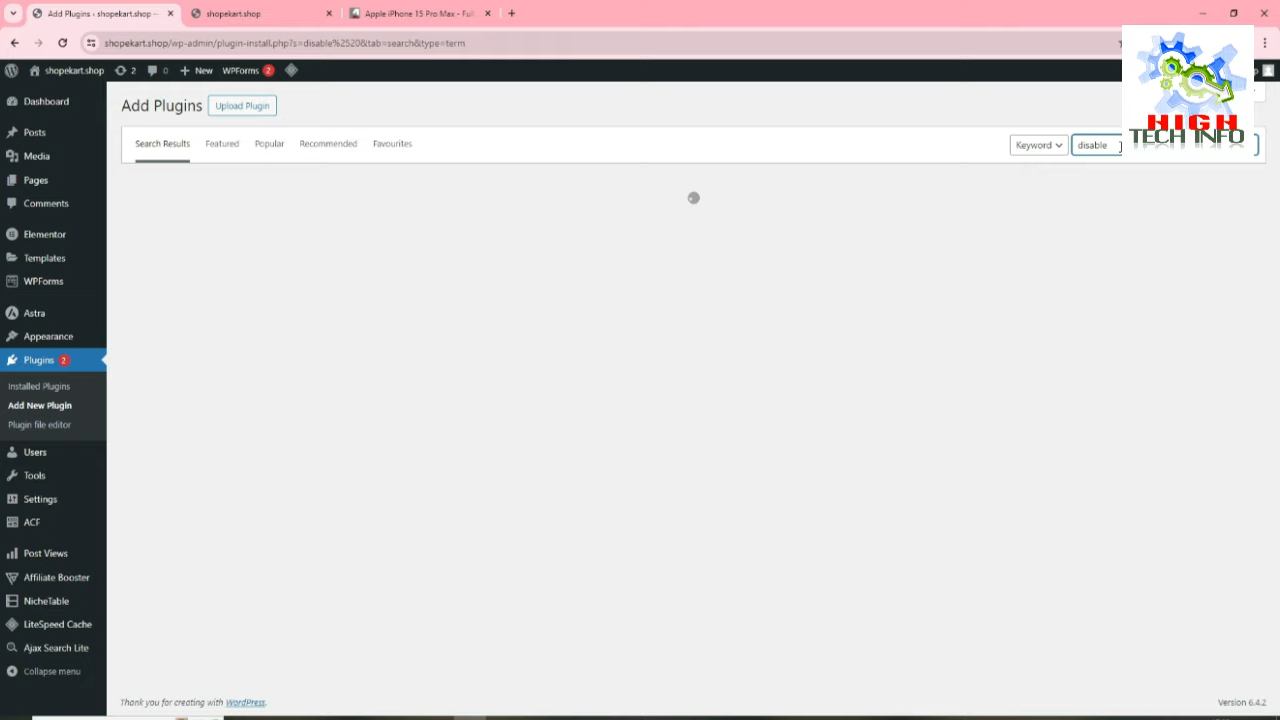 Add Plugins ‹ shopekart.shop —
shopekart.shop
Apple iPhone 15 Pro Max - Full
shopekart.shop/wp-admin/plugin-install.php?s=disable%2520&tab=search&type=term
shopekart.shop
2
0
New
WPForms 2
HIGH
TECH INFO
Dashboard
Posts
Media
Pages
Comments
Elementor
Templates
WPForms
Astra
Appearance
Plugins 2
Installed Plugins
Add New Plugin
Plugin file editor
Users
Tools
Settings
ACF
Post Views
Affiliate Booster
NicheTable
LiteSpeed Cache
Ajax Search Lite
Collapse menu
Add Plugins
Upload Plugin
Search Results
Featured
Popular
Recommended
Favourites
Keyword
disable
Thank you for creating with WordPress.
Version 6.4.2